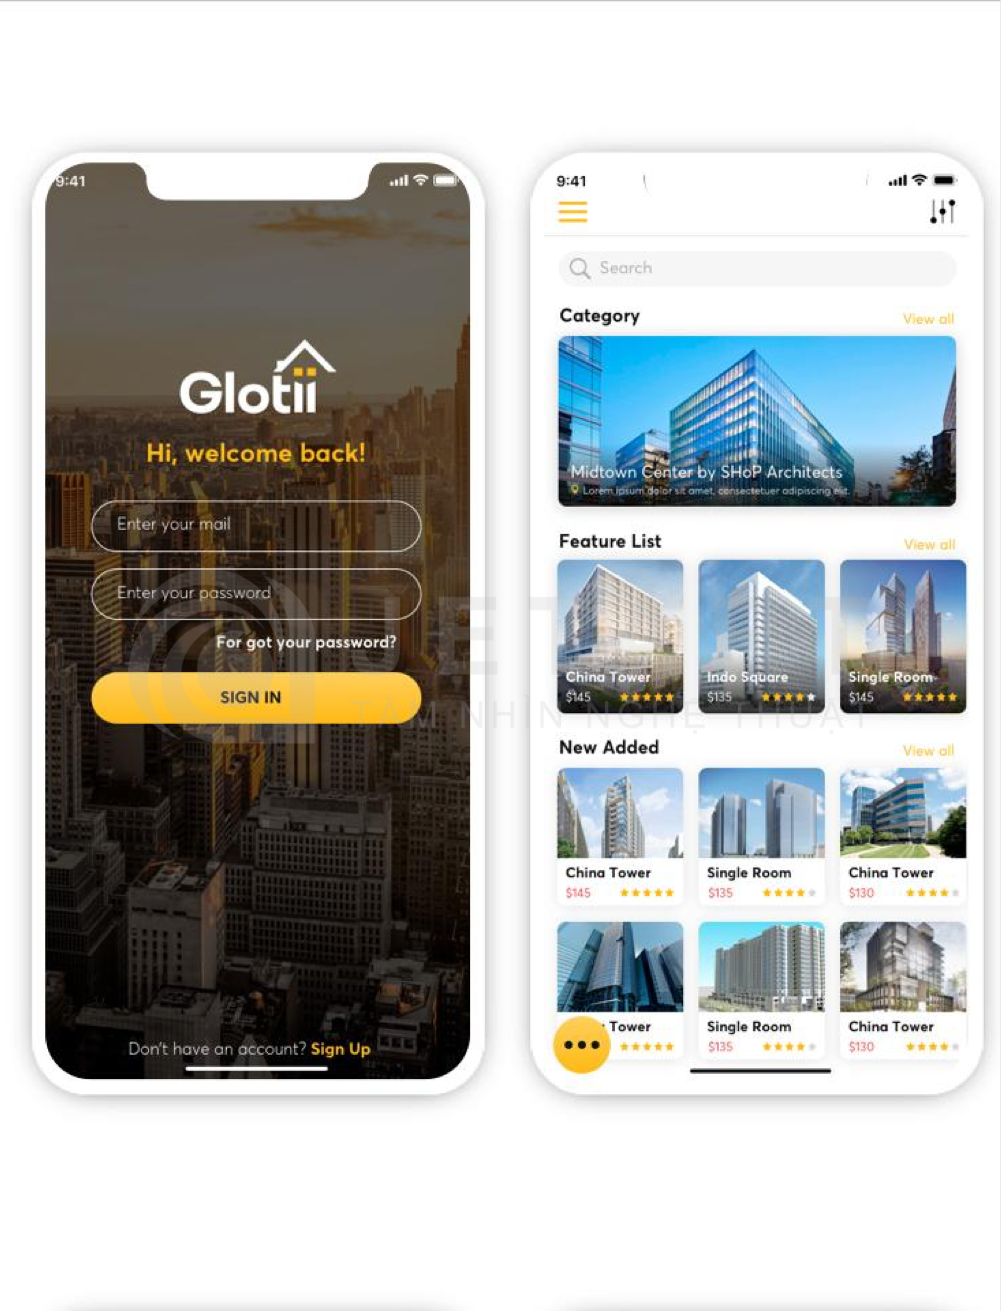 9:41
Glotii
Hi, welcome back!
Enter your mail
Enter your password
For got your password?
SIGN IN
Don't have an account? Sign Up
9:41
Search
Category
View all
Midtown Center by SHoP Architects
Lorem ipsum dolor sit amet, consectetuer adipiscing elit.
Feature List
View all
China Tower
$145
Indo Square
$135
Single Room
$145
TẦM NHÌN NGHỆ THUẬT
New Added
View all
China Tower
$145
Single Room
$135
China Tower
$130
Tower
Single Room
$135
China Tower
$130